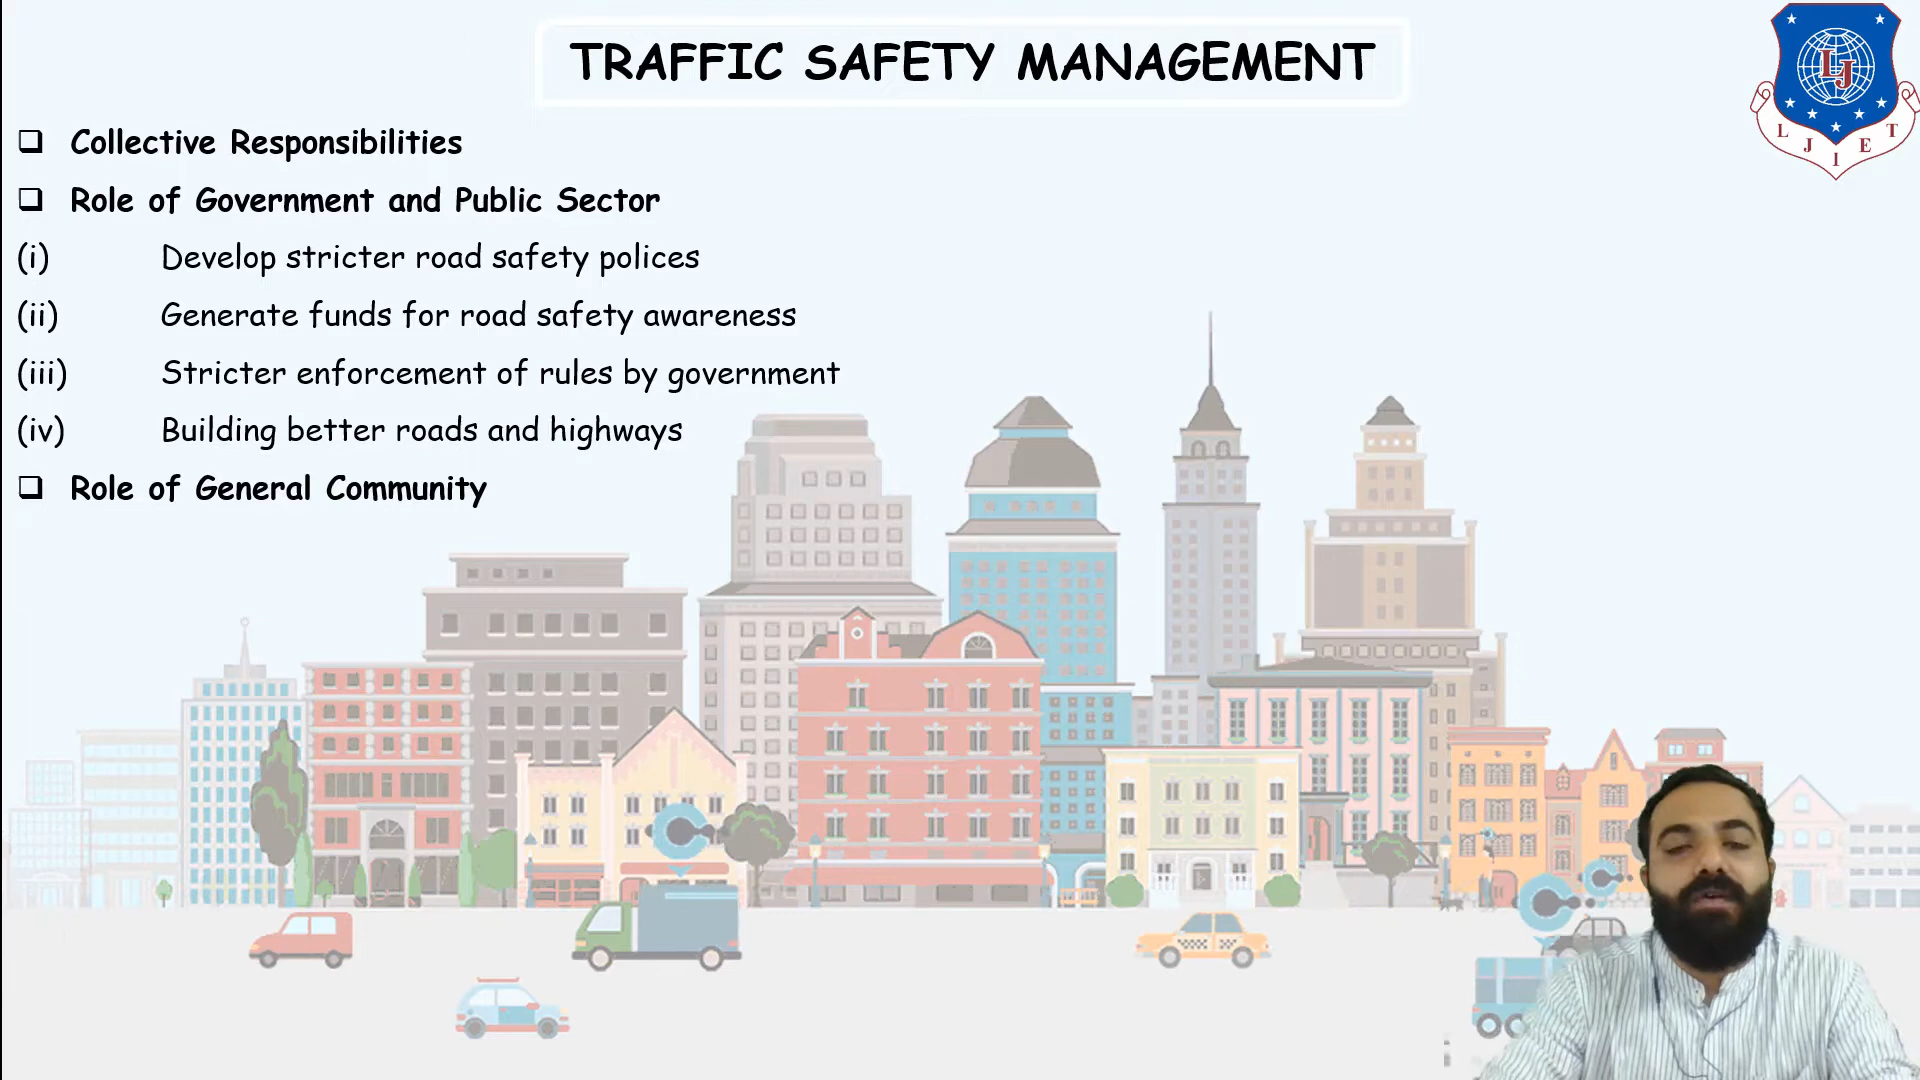 TRAFFIC SAFETY MANAGEMENT
❑ Collective Responsibilities
❑ Role of Government and Public Sector
(i) Develop stricter road safety polices
(ii) Generate funds for road safety awareness
(iii) Stricter enforcement of rules by government
(iv) Building better roads and highways
❑ Role of General Community
LJ
L J I E T